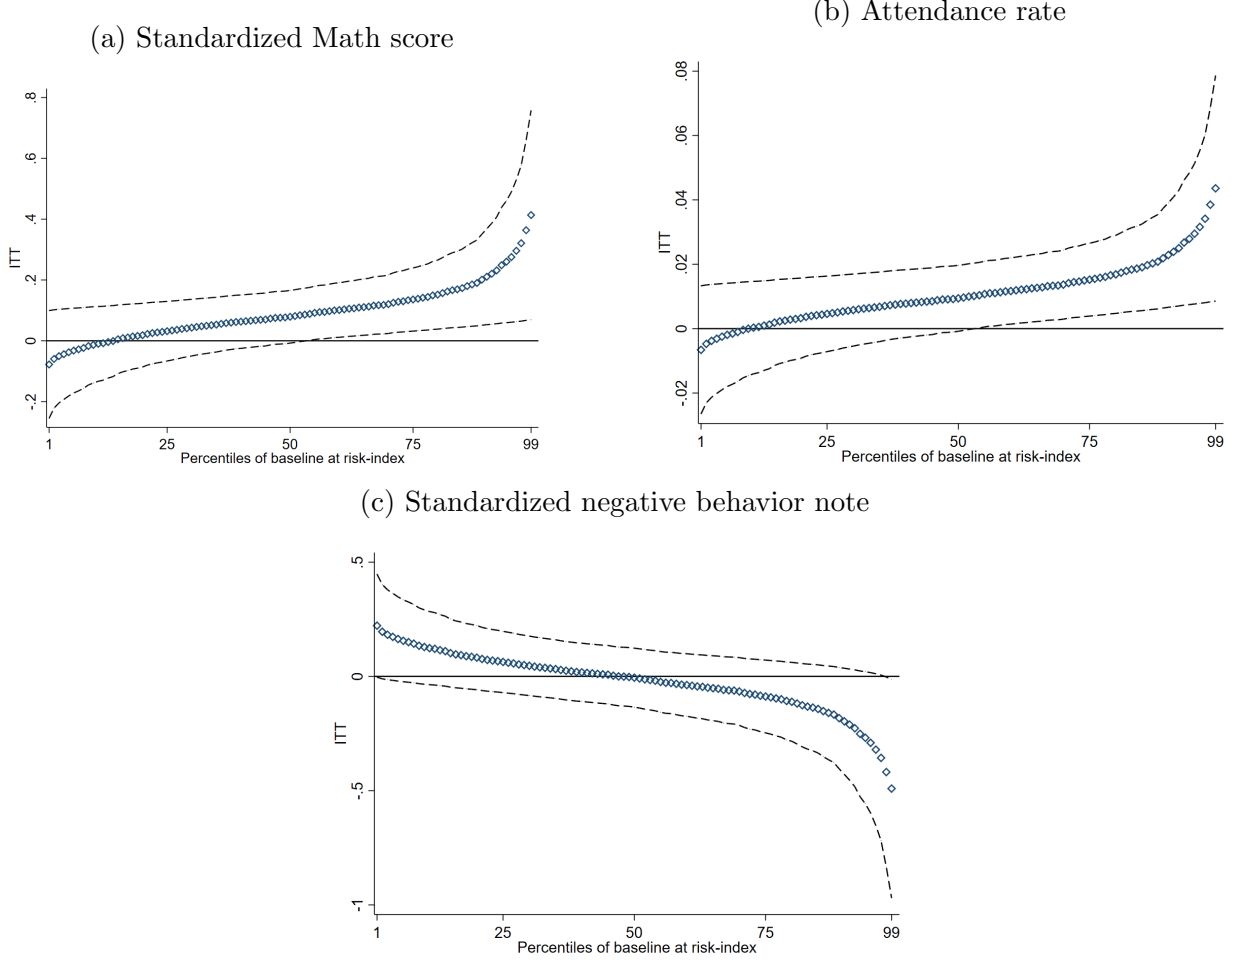 (a) Standardized Math score
.8
.6
.4
.2
0
-.2
ITT
1 25 50 75 99
Percentiles of baseline at risk-index
(b) Attendance rate
.08
.06
.04
.02
0
-.02
ITT
1 25 50 75 99
Percentiles of baseline at risk-index
(c) Standardized negative behavior note
.5
0
-.5
-1
ITT
1 25 50 75 99
Percentiles of baseline at risk-index